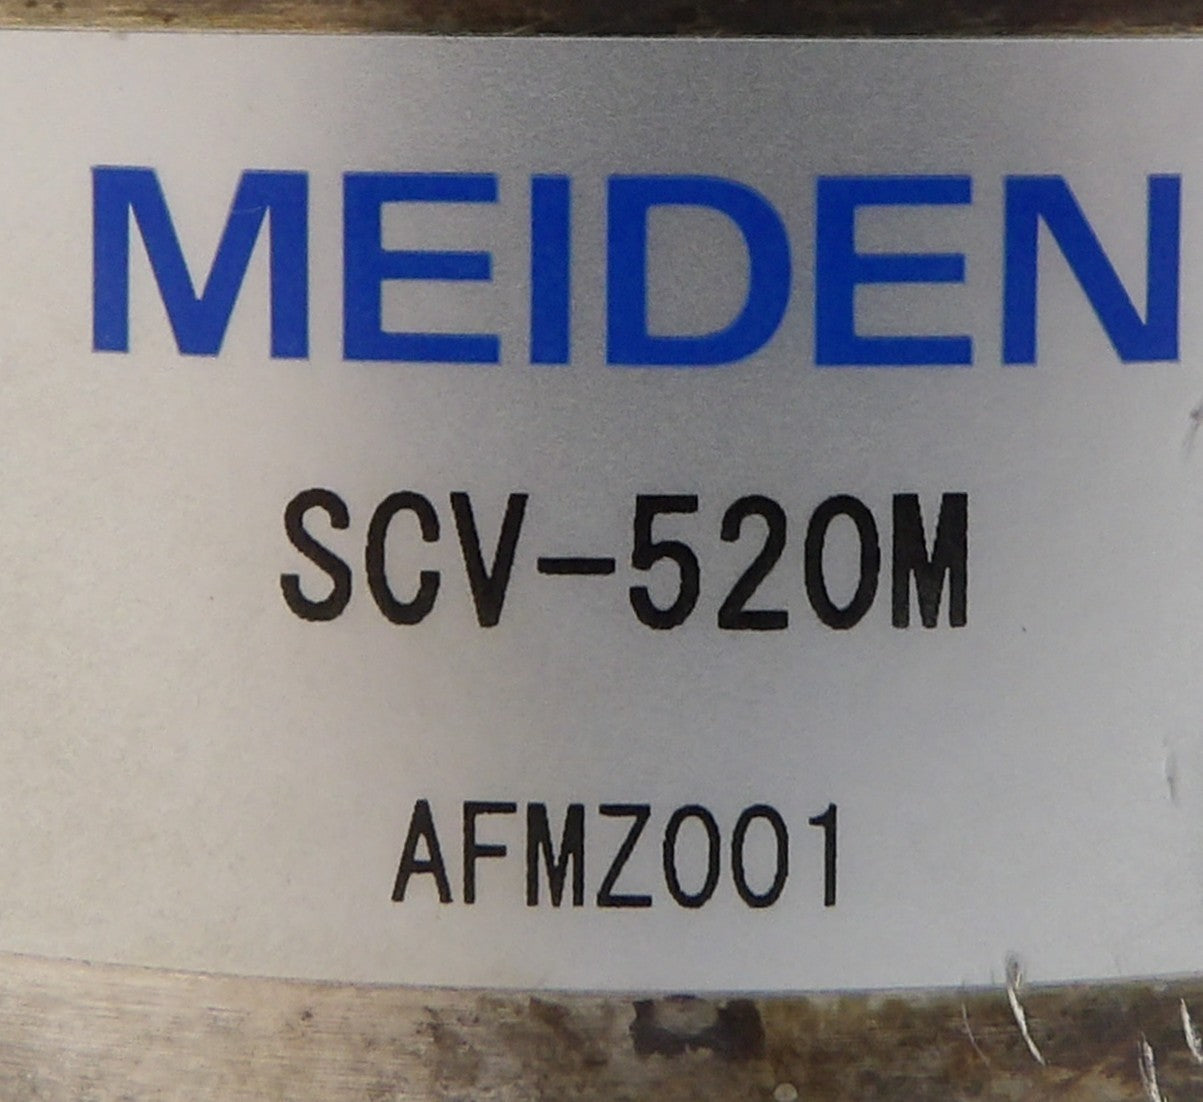 MEIDEN
SCV-520M
AFMZ001